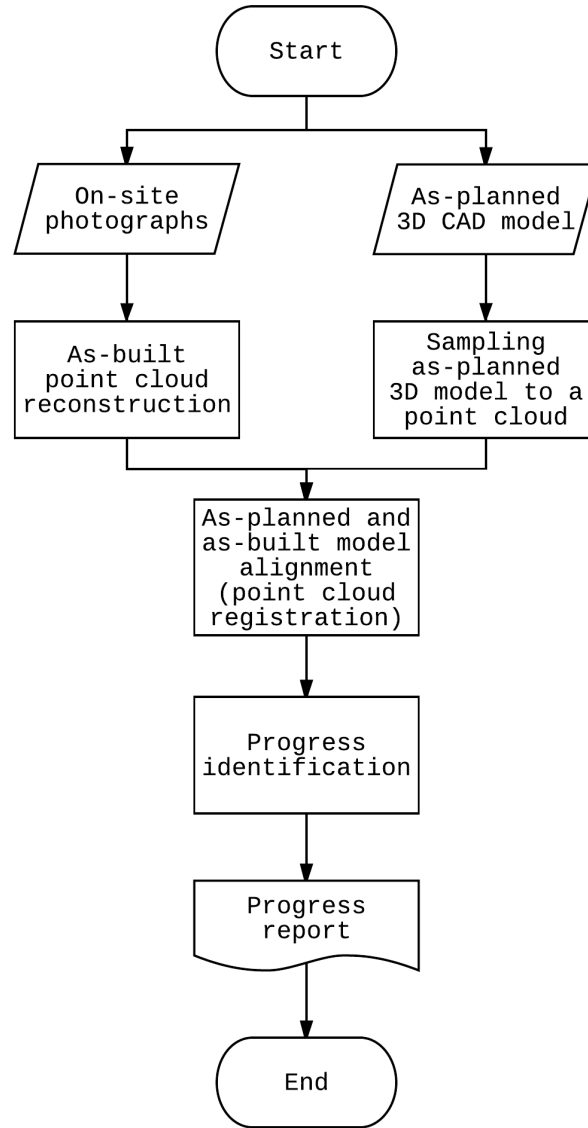 Start
On-site
photographs
As-planned
3D CAD model
As-built
point cloud
reconstruction
Sampling
as-planned
3D model to a
point cloud
As-planned and
as-built model
alignment
(point cloud
registration)
Progress
identification
Progress
report
End